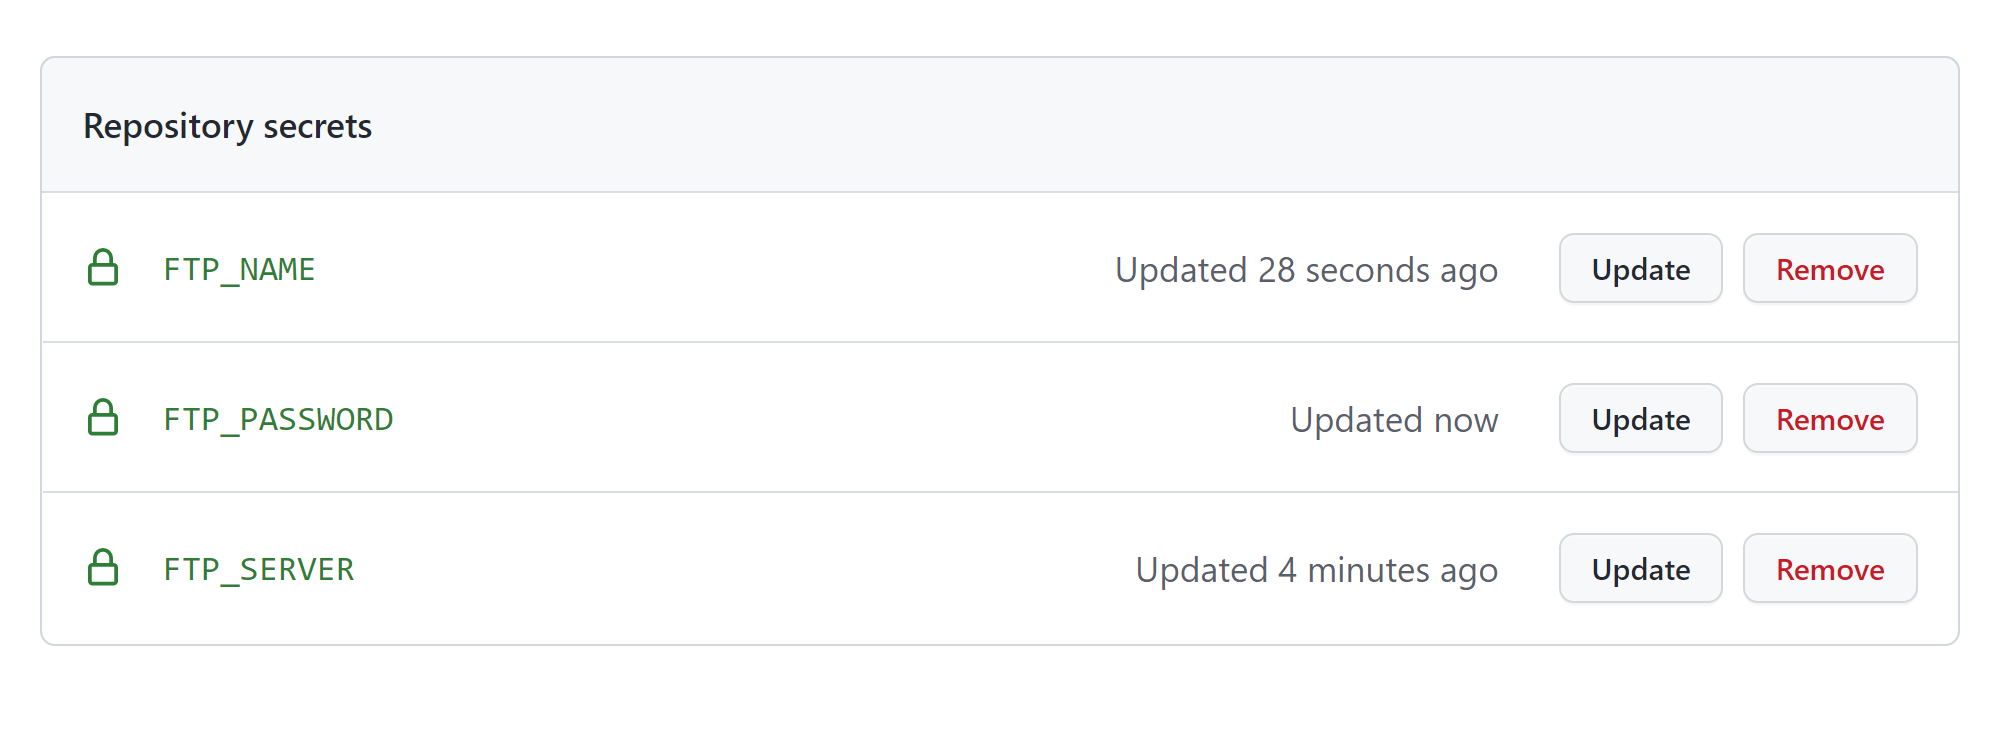 Repository secrets
FTP_NAME Updated 28 seconds ago Update Remove
FTP_PASSWORD Updated now Update Remove
FTP_SERVER Updated 4 minutes ago Update Remove